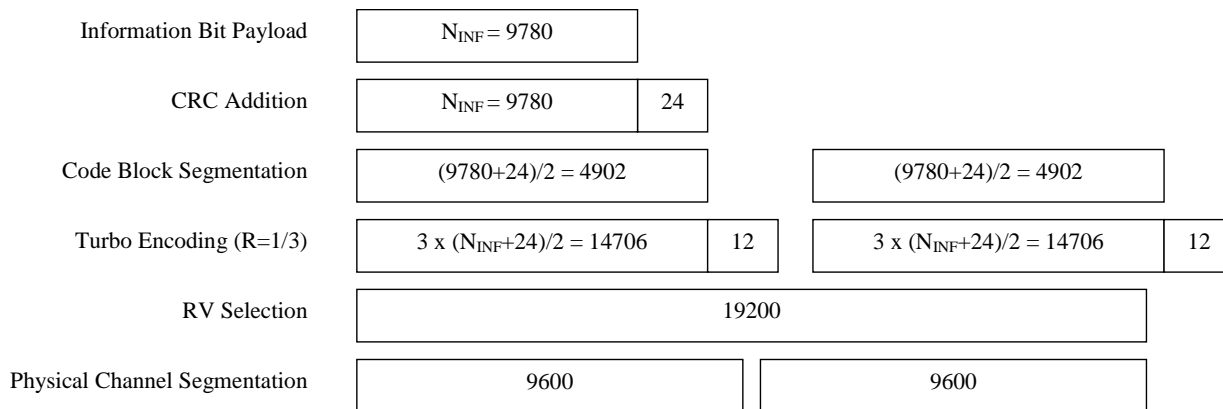 Information Bit Payload N_INF = 9780
CRC Addition N_INF = 9780 24
Code Block Segmentation (9780+24)/2 = 4902 (9780+24)/2 = 4902
Turbo Encoding (R=1/3) 3 x (N_INF+24)/2 = 14706 12 3 x (N_INF+24)/2 = 14706 12
RV Selection 19200
Physical Channel Segmentation 9600 9600